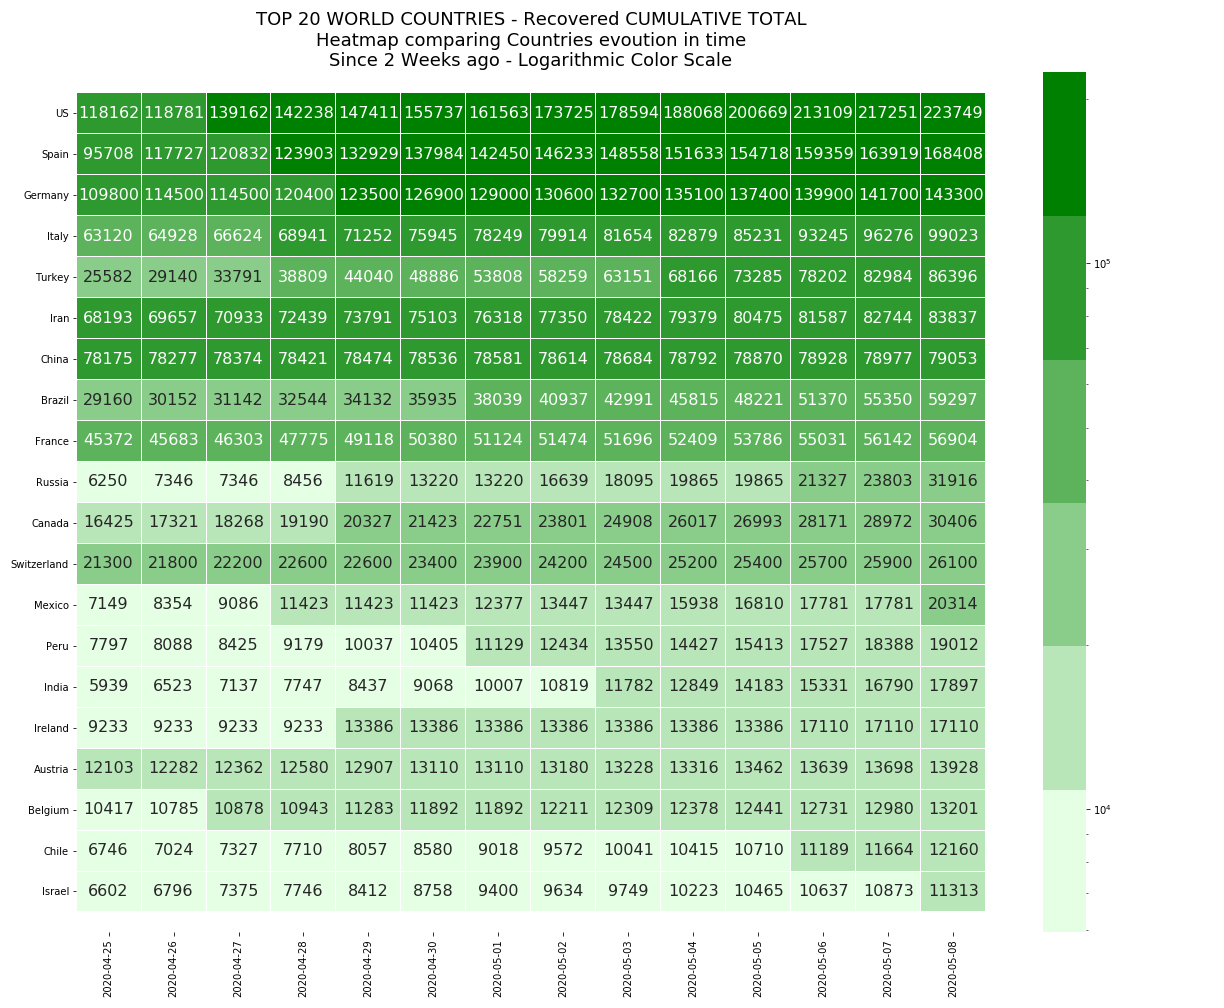 TOP 20 WORLD COUNTRIES - Recovered CUMULATIVE TOTAL
Heatmap comparing Countries evoution in time
Since 2 Weeks ago - Logarithmic Color Scale
US 118162 118781 139162 142238 147411 155737 161563 173725 178594 188068 200669 213109 217251 223749
Spain 95708 117727 120832 123903 132929 137984 142450 146233 148558 151633 154718 159359 163919 168408
Germany 109800 114500 114500 120400 123500 126900 129000 130600 132700 135100 137400 139900 141700 143300
Italy 63120 64928 66624 68941 71252 75945 78249 79914 81654 82879 85231 93245 96276 99023
Turkey 25582 29140 33791 38809 44040 48886 53808 58259 63151 68166 73285 78202 82984 86396
Iran 68193 69657 70933 72439 73791 75103 76318 77350 78422 79379 80475 81587 82744 83837
China 78175 78277 78374 78421 78474 78536 78581 78614 78684 78792 78870 78928 78977 79053
Brazil 29160 30152 31142 32544 34132 35935 38039 40937 42991 45815 48221 51370 55350 59297
France 45372 45683 46303 47775 49118 50380 51124 51474 51696 52409 53786 55031 56142 56904
Russia 6250 7346 7346 8456 11619 13220 13220 16639 18095 19865 19865 21327 23803 31916
Canada 16425 17321 18268 19190 20327 21423 22751 23801 24908 26017 26993 28171 28972 30406
Switzerland 21300 21800 22200 22600 22600 23400 23900 24200 24500 25200 25400 25700 25900 26100
Mexico 7149 8354 9086 11423 11423 11423 12377 13447 13447 15938 16810 17781 17781 20314
Peru 7797 8088 8425 9179 10037 10405 11129 12434 13550 14427 15413 17527 18388 19012
India 5939 6523 7137 7747 8437 9068 10007 10819 11782 12849 14183 15331 16790 17897
Ireland 9233 9233 9233 9233 13386 13386 13386 13386 13386 13386 13386 17110 17110 17110
Austria 12103 12282 12362 12580 12907 13110 13110 13180 13228 13316 13462 13639 13698 13928
Belgium 10417 10785 10878 10943 11283 11892 11892 12211 12309 12378 12441 12731 12980 13201
Chile 6746 7024 7327 7710 8057 8580 9018 9572 10041 10415 10710 11189 11664 12160
Israel 6602 6796 7375 7746 8412 8758 9400 9634 9749 10223 10465 10637 10873 11313
2020-04-25 2020-04-26 2020-04-27 2020-04-28 2020-04-29 2020-04-30 2020-05-01 2020-05-02 2020-05-03 2020-05-04 2020-05-05 2020-05-06 2020-05-07 2020-05-08
10⁵
10⁴